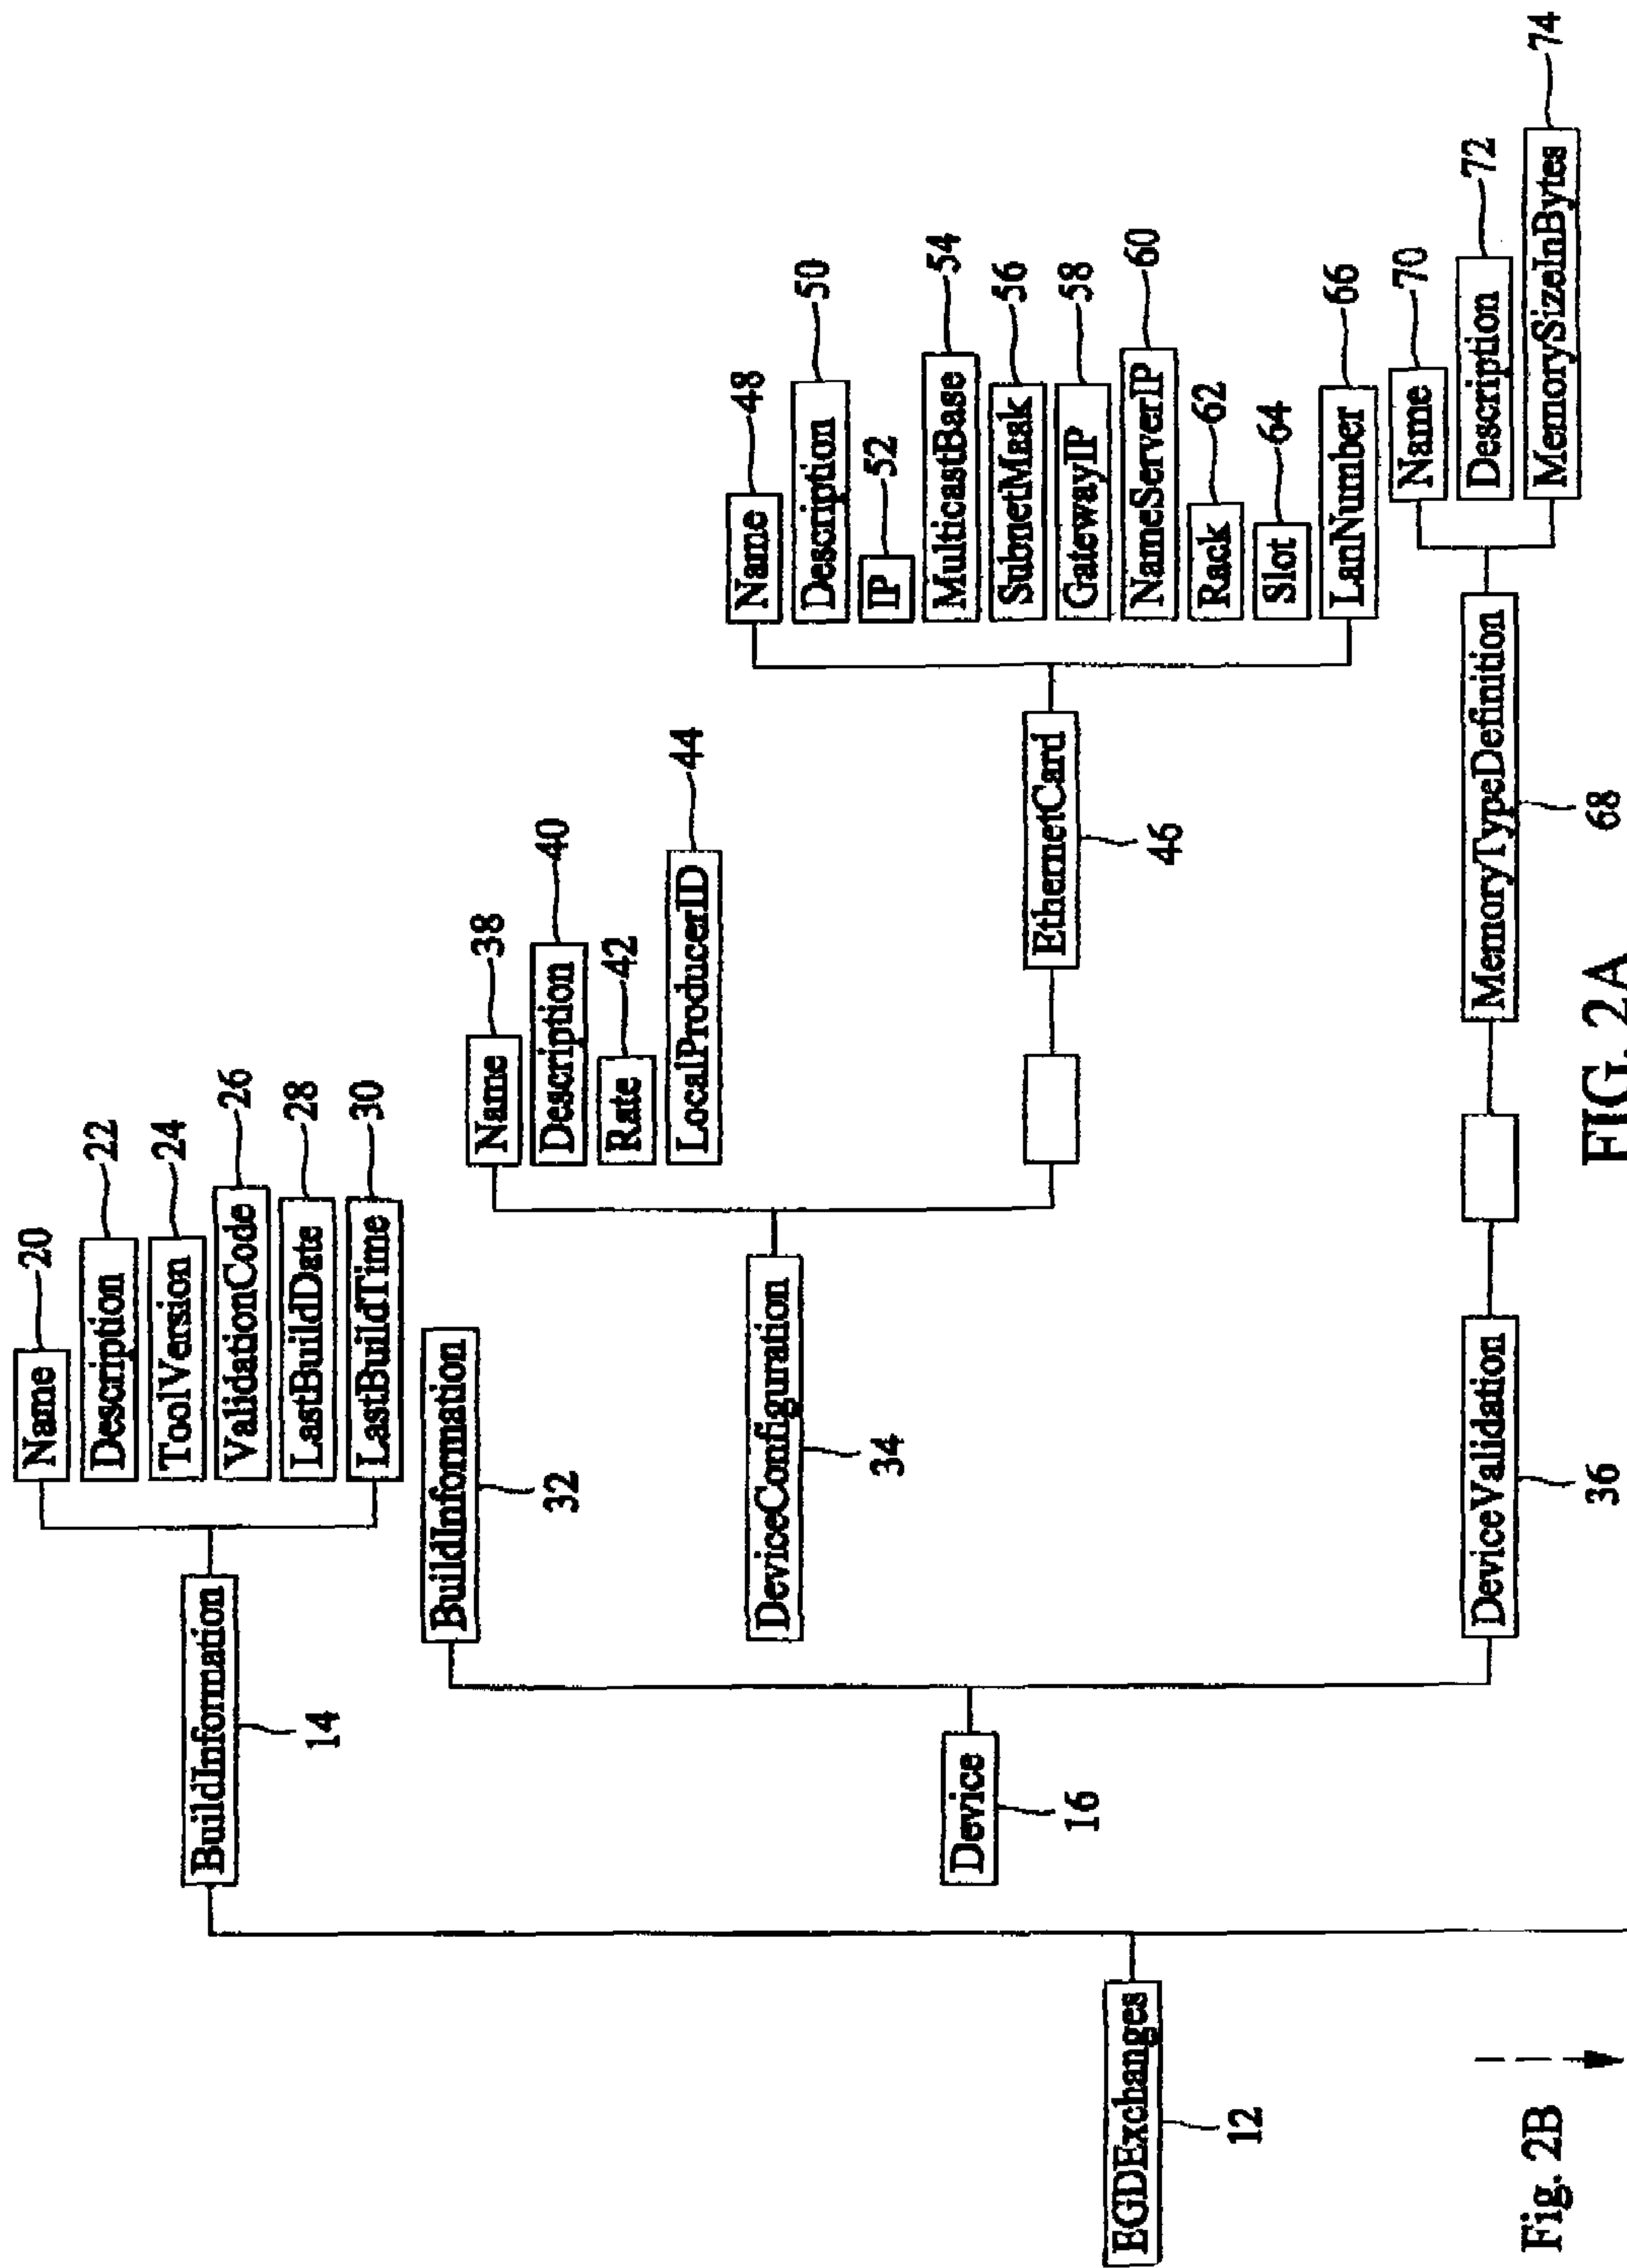 Name 20
Description 22
ToolVersion 24
ValidationCode 26
LastBuildDate 28
LastBuildTime 30
BuildInformation
14
BuildInformation
32
Name 38
Description 40
Rate 42
LocalProducerID 44
DeviceConfiguration
34
Name 48
Description 50
IP 52
MulticastBase 54
SubnetMask 56
GatewayIP 58
NameServerIP 60
Rack 62
Slot 64
LanNumber 66
EthernetCard
46
Device
16
EGDExchanges
12
Name 70
Description 72
MemorySizeInBytes 74
MemoryTypeDefinition
68
DeviceValidation
36
Fig. 2B
FIG. 2A